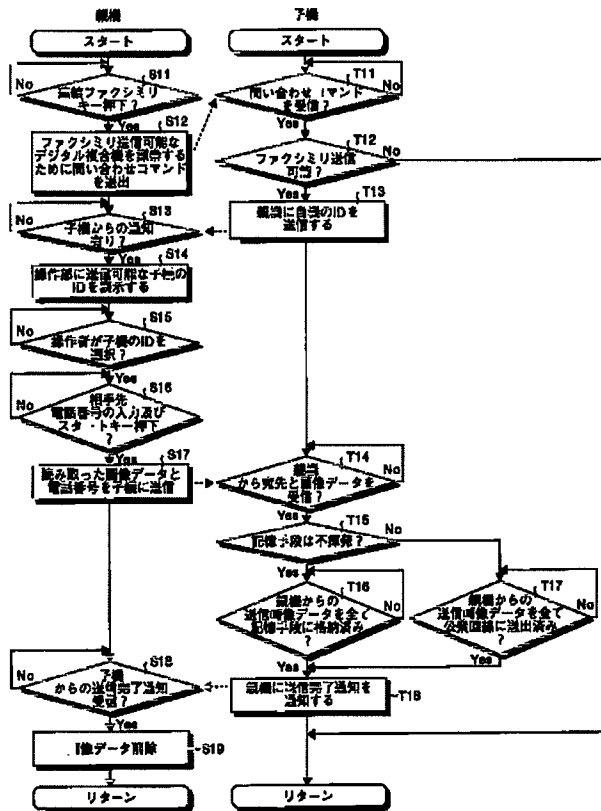 親機
スタート
No
S11
無線ファクシミリ
キー押下？
Yes
S12
ファクシミリ送信可能な
デジタル複合機を探索する
ために問い合わせコマンド
を送出
No
S13
子機からの通知
有り？
Yes
S14
操作部に送信可能な子機の
IDを表示する
No
S15
操作者が子機のIDを
選択？
Yes
No
S16
相手先
電話番号の入力及び
スタートキー押下
？
Yes
S17
読み取った画像データと
電話番号を子機に送信
No
S18
子機
からの送信完了通知
受信？
Yes
画像データ削除
S19
リターン
子機
スタート
T11
No
問い合わせコマンド
を受信？
Yes
T12
No
ファクシミリ送信
可能？
Yes
T13
親機に自機のIDを
送信する
T14
No
親機
から宛先と画像データを
受信？
Yes
T15
No
記憶手段は不揮発？
Yes
T16
No
親機からの
送信画像データを全て
記憶手段に格納済み？
Yes
T17
No
親機からの
送信画像データを全て
公衆回線に送出済み？
Yes
親機に送信完了通知を
通知する
T18
リターン